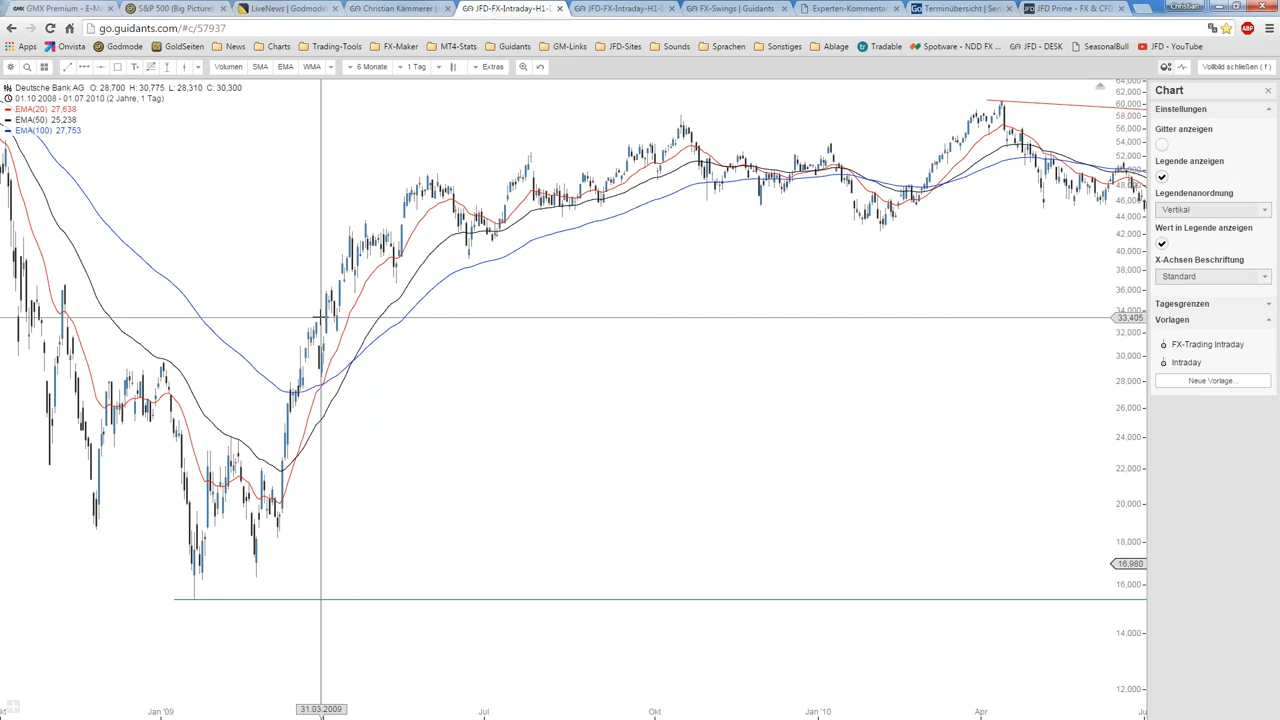 GMX Premium - E-M
S&P 500 (Big Picture)
LiveNews | Godmode
Christian Kämmerer |
JFD-FX-Intraday-H1-D
JFD-FX-Intraday-H1-
FX-Swings | Guidants
Experten-Kommentar
Terminübersicht | Ser
JFD Prime - FX & CFD
Christian
go.guidants.com/#c/57937
Apps Onvista Godmode GoldSeiten News Charts Trading-Tools FX-Maker MT4-Stats Guidants GM-Links JFD-Sites Sounds Sprachen Sonstiges Ablage Tradable Spotware - NDD FX ... JFD - DESK SeasonalBull JFD - YouTube
Volumen SMA EMA WMA 6 Monate 1 Tag Extras Vollbild schließen ( f )
Deutsche Bank AG O: 28,700 H: 30,775 L: 28,310 C: 30,300
01.10.2008 - 01.07.2010 (2 Jahre, 1 Tag)
EMA(20) 27,638
EMA(50) 25,238
EMA(100) 27,753
64,000
62,000
60,000
58,000
56,000
54,000
52,000
50,000
48,000
46,000
44,000
42,000
40,000
38,000
36,000
34,000
33,405
32,000
30,000
28,000
26,000
24,000
22,000
20,000
18,000
16,980
16,000
14,000
12,000
31.03.2009
kt Jan '09 Jul Okt Jan '10 Apr Ju
Chart
Einstellungen
Gitter anzeigen
Legende anzeigen
Legendenanordnung
Vertikal
Wert in Legende anzeigen
X-Achsen Beschriftung
Standard
Tagesgrenzen
Vorlagen
FX-Trading Intraday
Intraday
Neue Vorlage...